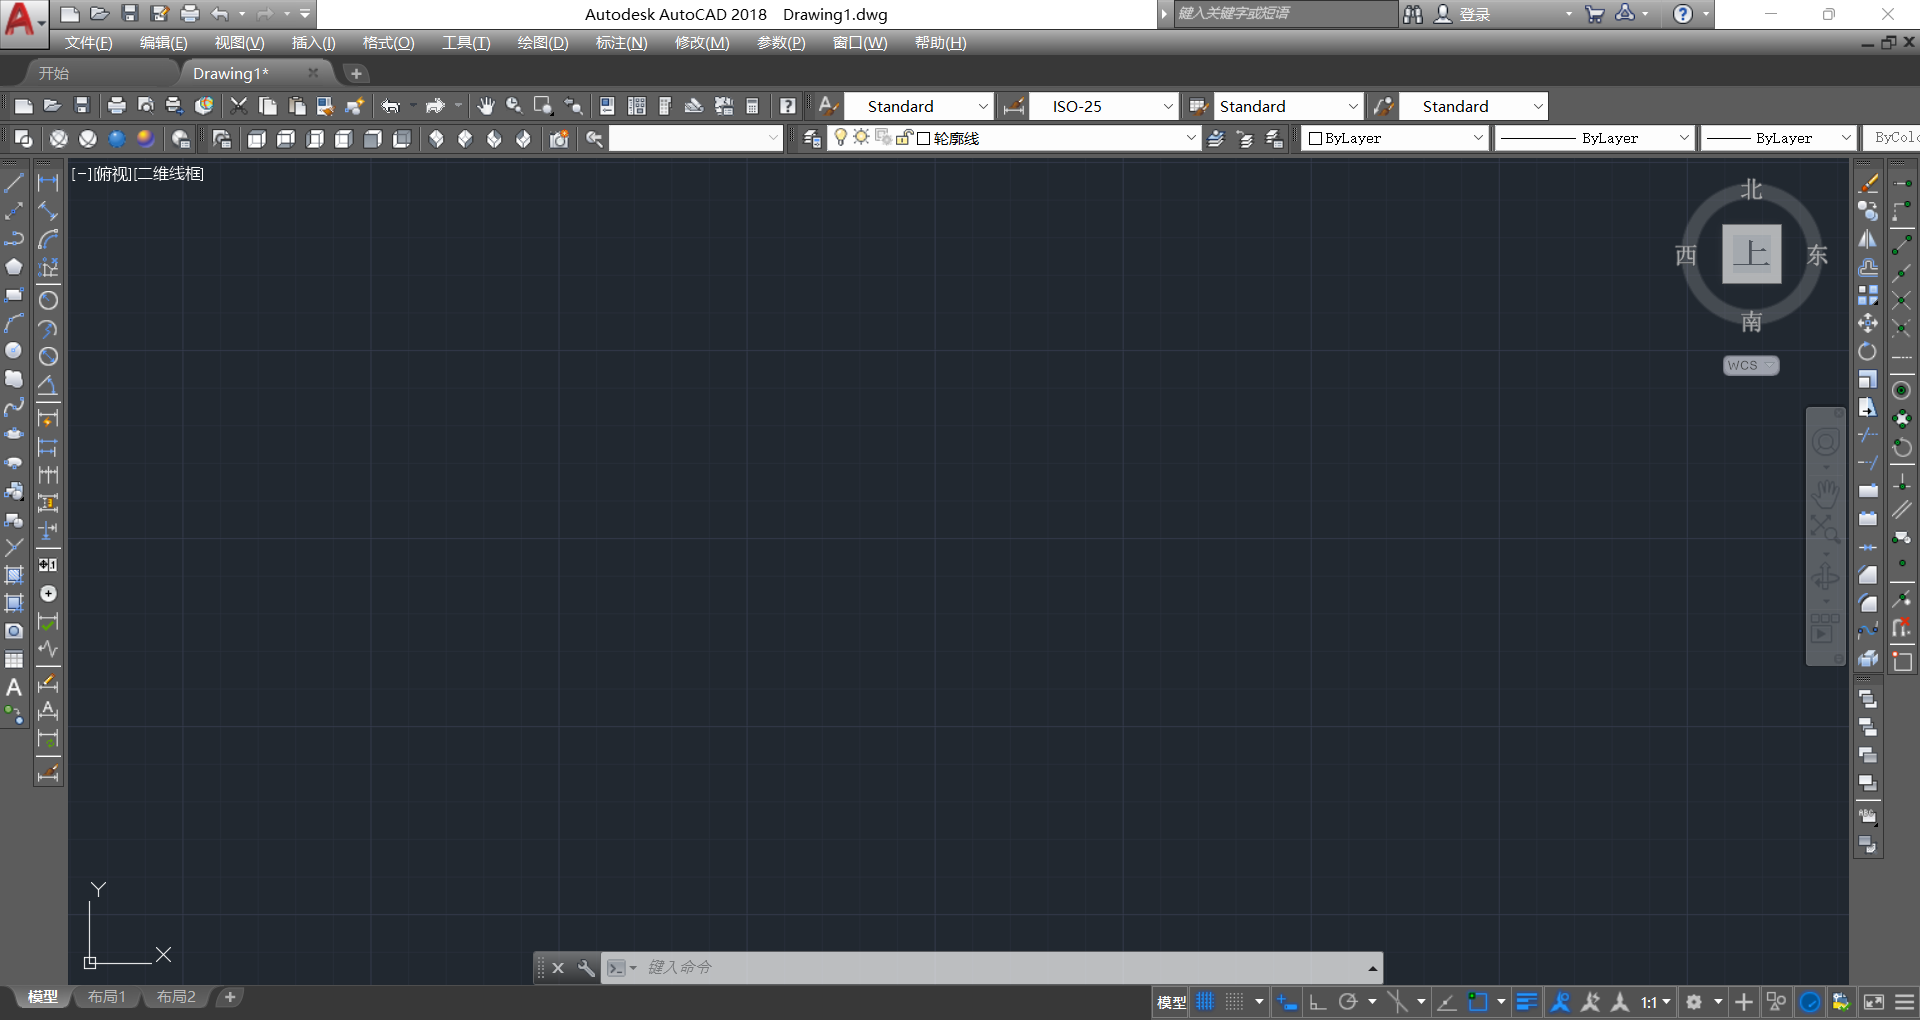 Autodesk AutoCAD 2018 Drawing1.dwg
键入关键字或短语
登录
文件(F) 编辑(E) 视图(V) 插入(I) 格式(O) 工具(T) 绘图(D) 标注(N) 修改(M) 参数(P) 窗口(W) 帮助(H)
开始 Drawing1*
Standard ISO-25 Standard Standard
轮廓线 ByLayer ByLayer ByLayer ByColo
[−][俯视][二维线框]
北
西 上 东
南
WCS
Y
X
键入命令
模型 布局1 布局2
模型 1:1